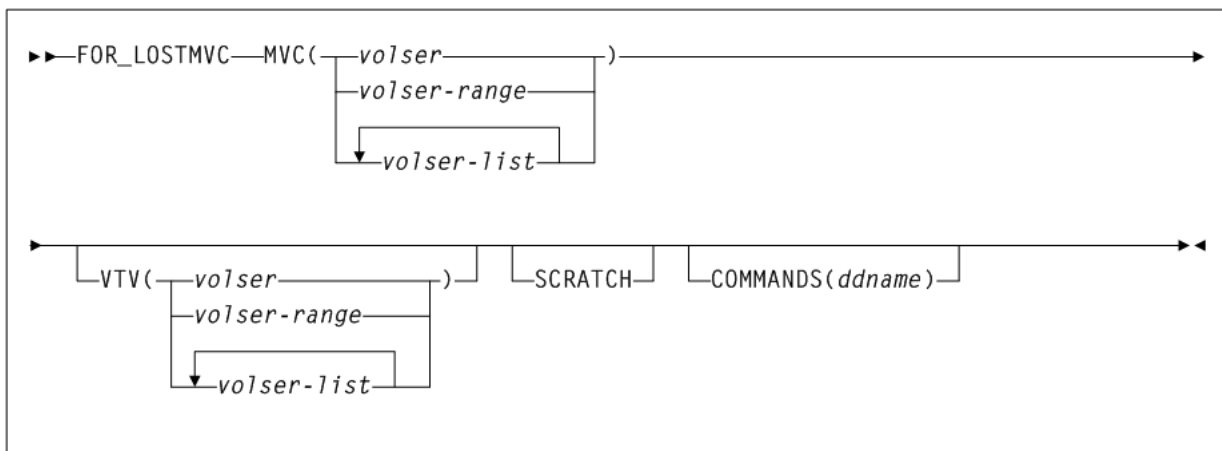 FOR_LOSTMVC MVC( volser )
volser-range
volser-list
VTV( volser ) SCRATCH COMMANDS(ddname)
volser-range
volser-list